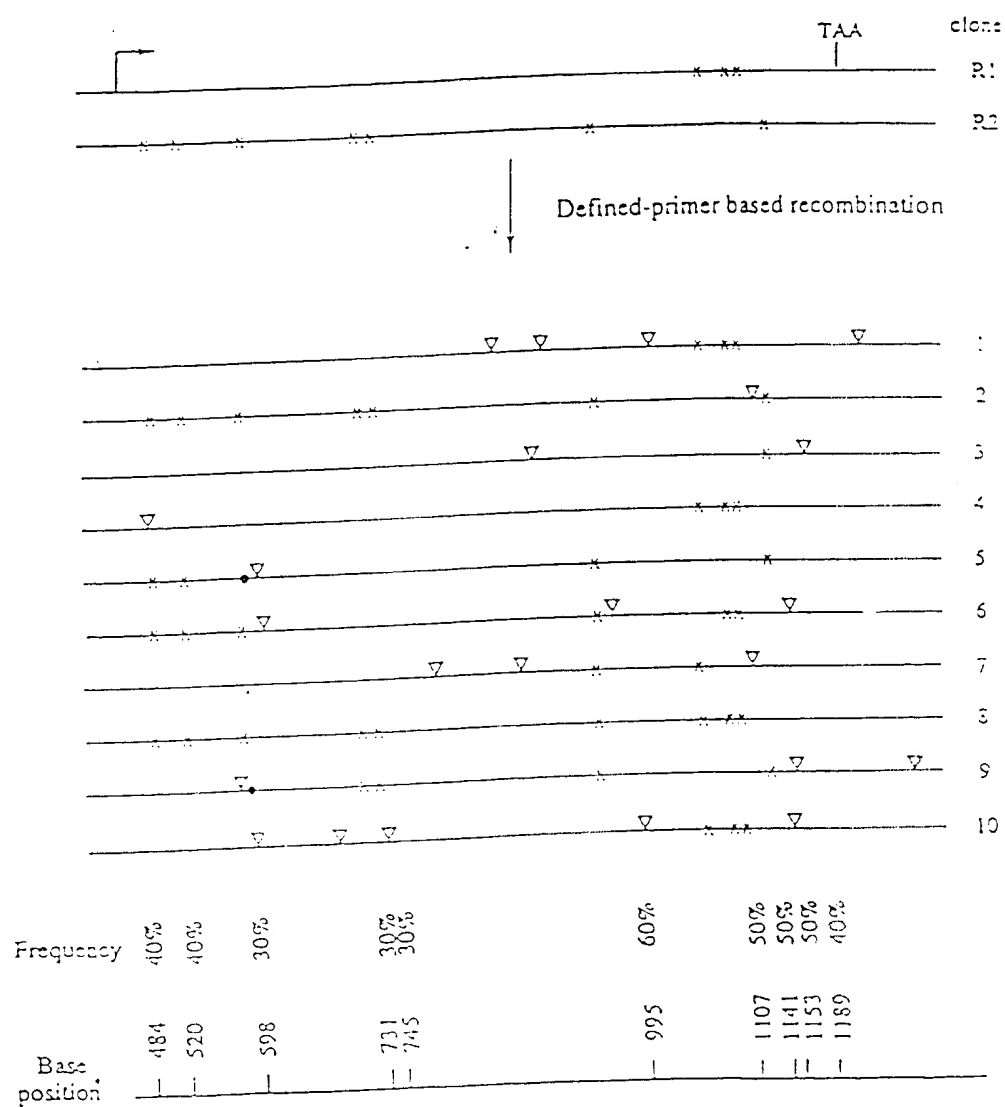 TAA clone
R1
R2
Defined-primer based recombination
1
2
3
4
5
6
7
8
9
10
Frequency 40% 40% 30% 30% 30% 60% 50% 50% 50% 40%
484 520 598 731 745 995 1107 1141 1153 1189
Base
position